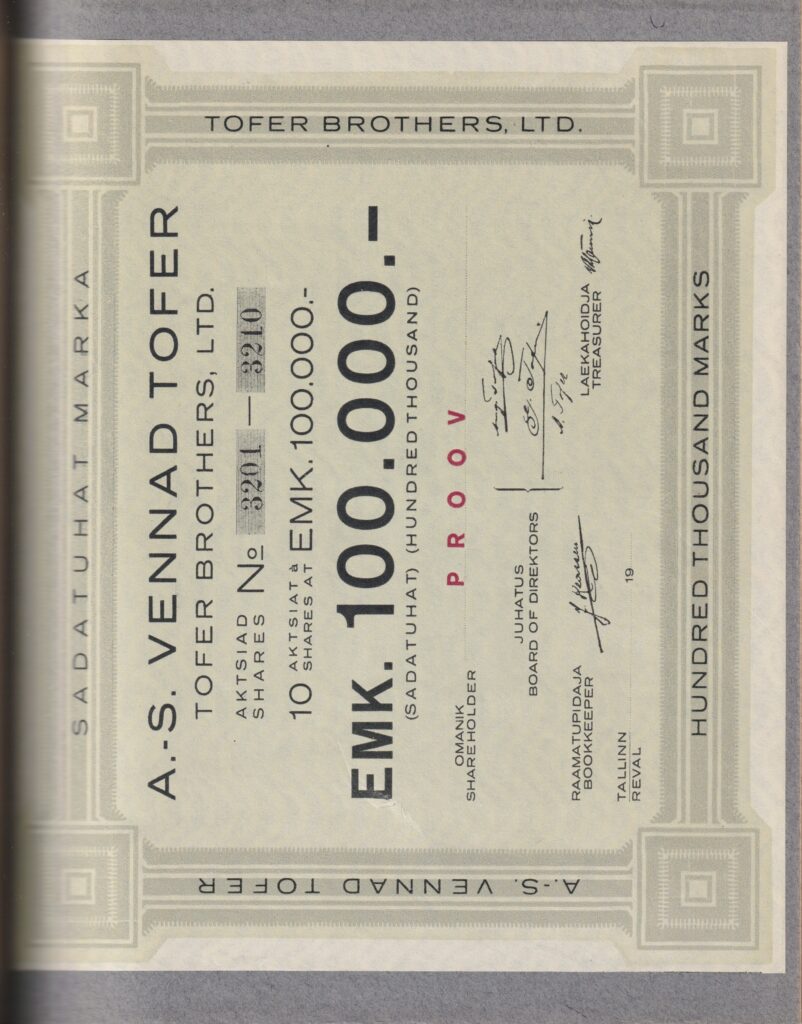 SADATUHAT MARKA
TOFER BROTHERS, LTD.
A.-S. VENNAD TOFER
A.-S. VENNAD TOFER
TOFER BROTHERS, LTD.
AKTSIAD
SHARES
No 3201 — 3210
10 AKTSIAT à
SHARES AT
EMK. 100.000.-
EMK. 100.000.-
(SADATUHAT) (HUNDRED THOUSAND)
OMANIK
SHAREHOLDER
PROOV
JUHATUS
BOARD OF DIREKTORS
RAAMATUPIDAJA
BOOKKEEPER
LAEKAHOIDJA
TREASURER
TALLINN
REVAL
19
HUNDRED THOUSAND MARKS